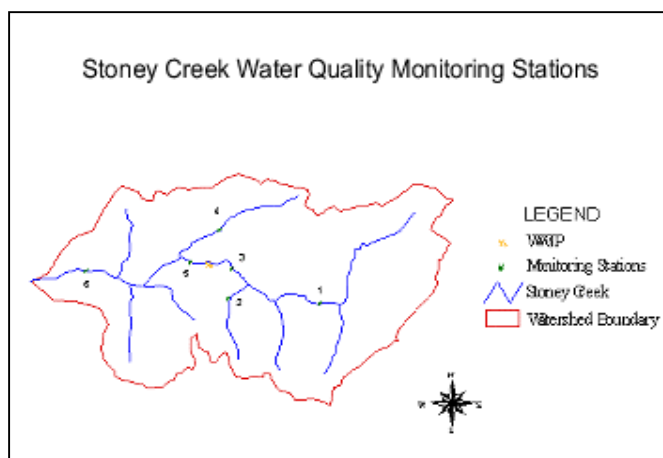 Stoney Creek Water Quality Monitoring Stations
4
3
5
6
2
1
LEGEND
WWTP
Monitoring Stations
Stoney Creek
Watershed Boundary
N